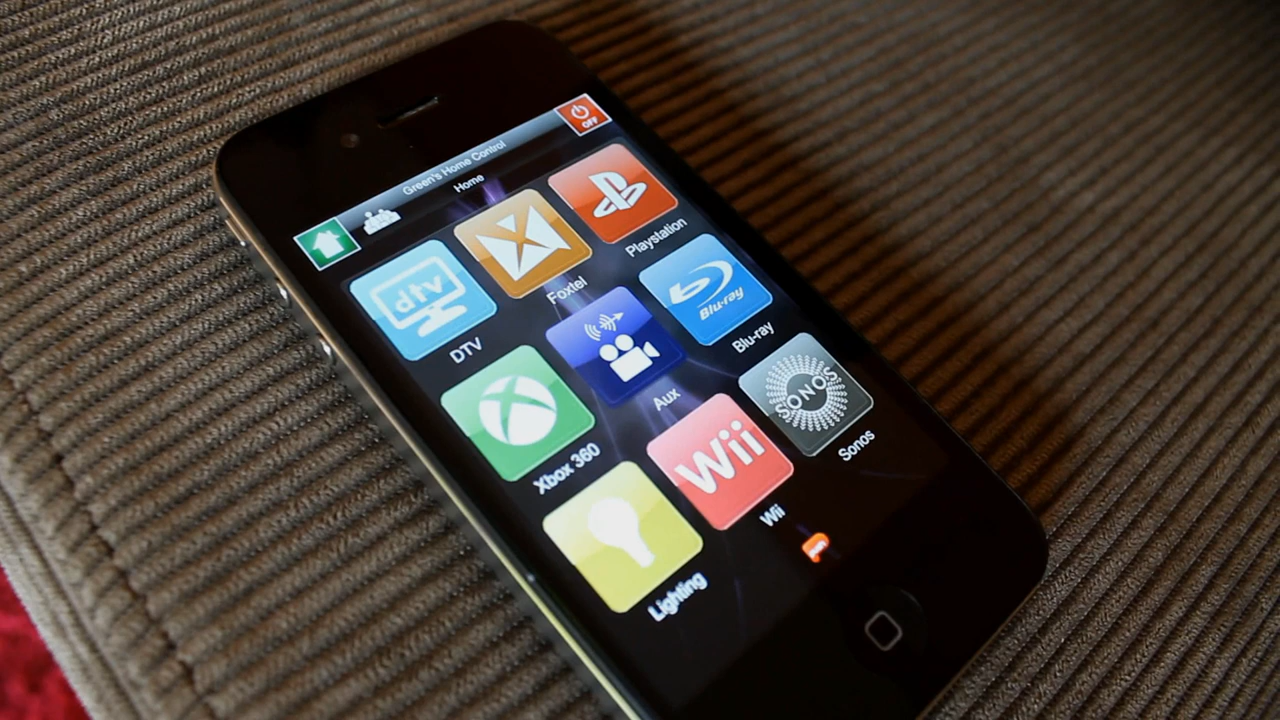 Green's Home Control
OFF
Home
dtv
DTV
Foxtel
Playstation
Xbox 360
Aux
Blu-ray
Blu-ray
Lighting
Wii
Wii
SONOS
Sonos
push